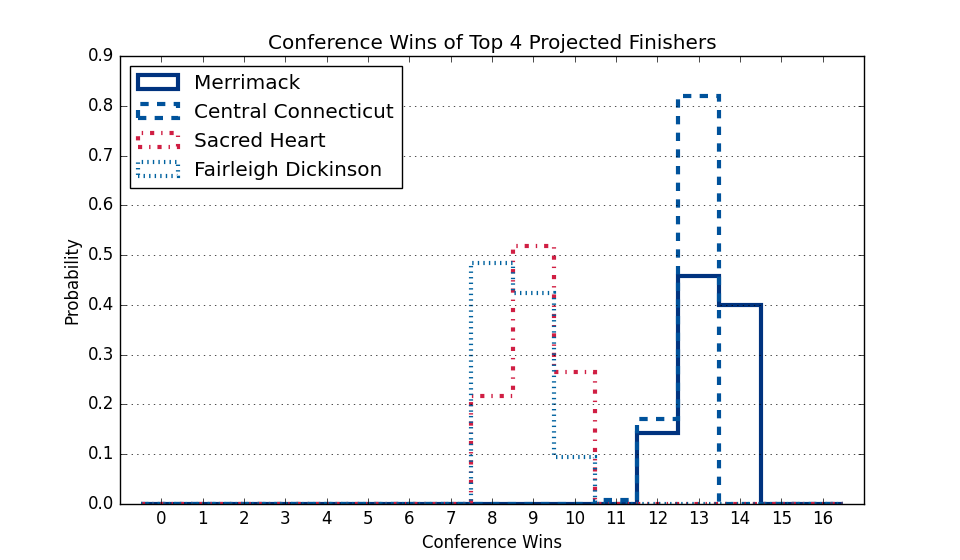 Conference Wins of Top 4 Projected Finishers
0.9
0.8
0.7
0.6
0.5
0.4
0.3
0.2
0.1
0.0
Probability
Merrimack
Central Connecticut
Sacred Heart
Fairleigh Dickinson
0 1 2 3 4 5 6 7 8 9 10 11 12 13 14 15 16
Conference Wins